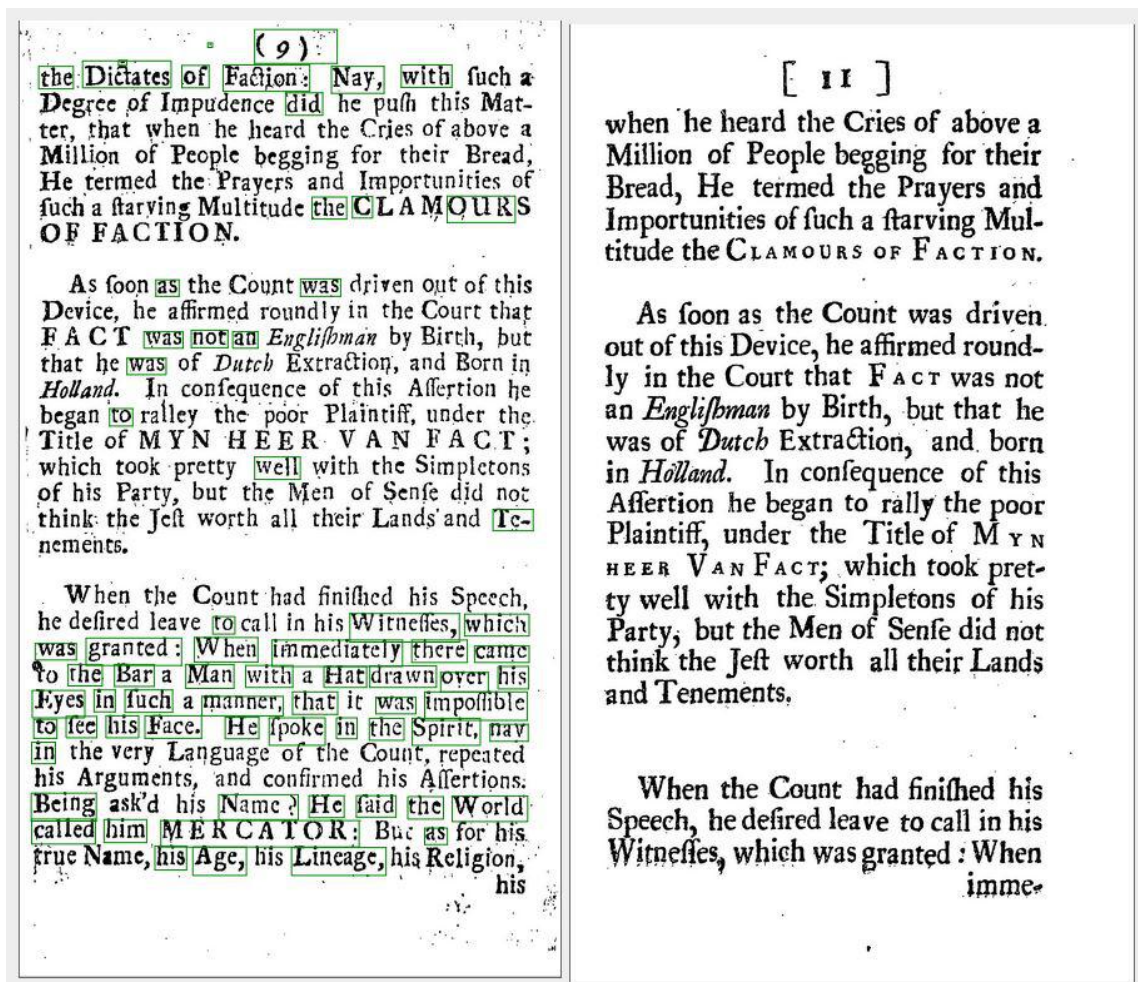 ( 9 )
the Dictates of Faction: Nay, with ſuch a
Degree of Impudence did he puſh this Mat-
ter, that when he heard the Cries of above a
Million of People begging for their Bread,
He termed the Prayers and Importunities of
ſuch a ſtarving Multitude the CLAMOURS
OF FACTION.
As ſoon as the Count was driven out of this
Device, he affirmed roundly in the Court that
FACT was not an Engliſhman by Birth, but
that he was of Dutch Extraction, and Born in
Holland. In conſequence of this Aſſertion he
began to ralley the poor Plaintiff, under the
Title of MYN HEER VAN FACT;
which took pretty well with the Simpletons
of his Party, but the Men of Senſe did not
think the Jeſt worth all their Lands and Te-
nements.
When the Count had finiſhed his Speech,
he deſired leave to call in his Witneſſes, which
was granted: When immediately there came
to the Bar a Man with a Hat drawn over his
Eyes in ſuch a manner, that it was impoſſible
to ſee his Face. He ſpoke in the Spirit, nay
in the very Language of the Count, repeated
his Arguments, and confirmed his Aſſertions.
Being ask'd his Name? He ſaid the World
called him MERCATOR: But as for his
true Name, his Age, his Lineage, his Religion,
his
[ 11 ]
when he heard the Cries of above a
Million of People begging for their
Bread, He termed the Prayers and
Importunities of ſuch a ſtarving Mul-
titude the CLAMOURS OF FACTION.
As ſoon as the Count was driven
out of this Device, he affirmed round-
ly in the Court that FACT was not
an Engliſhman by Birth, but that he
was of Dutch Extraction, and born
in Holland. In conſequence of this
Aſſertion he began to rally the poor
Plaintiff, under the Title of MYN
HEER VAN FACT; which took pret-
ty well with the Simpletons of his
Party, but the Men of Senſe did not
think the Jeſt worth all their Lands
and Tenements.
When the Count had finiſhed his
Speech, he deſired leave to call in his
Witneſſes, which was granted: When
imme-